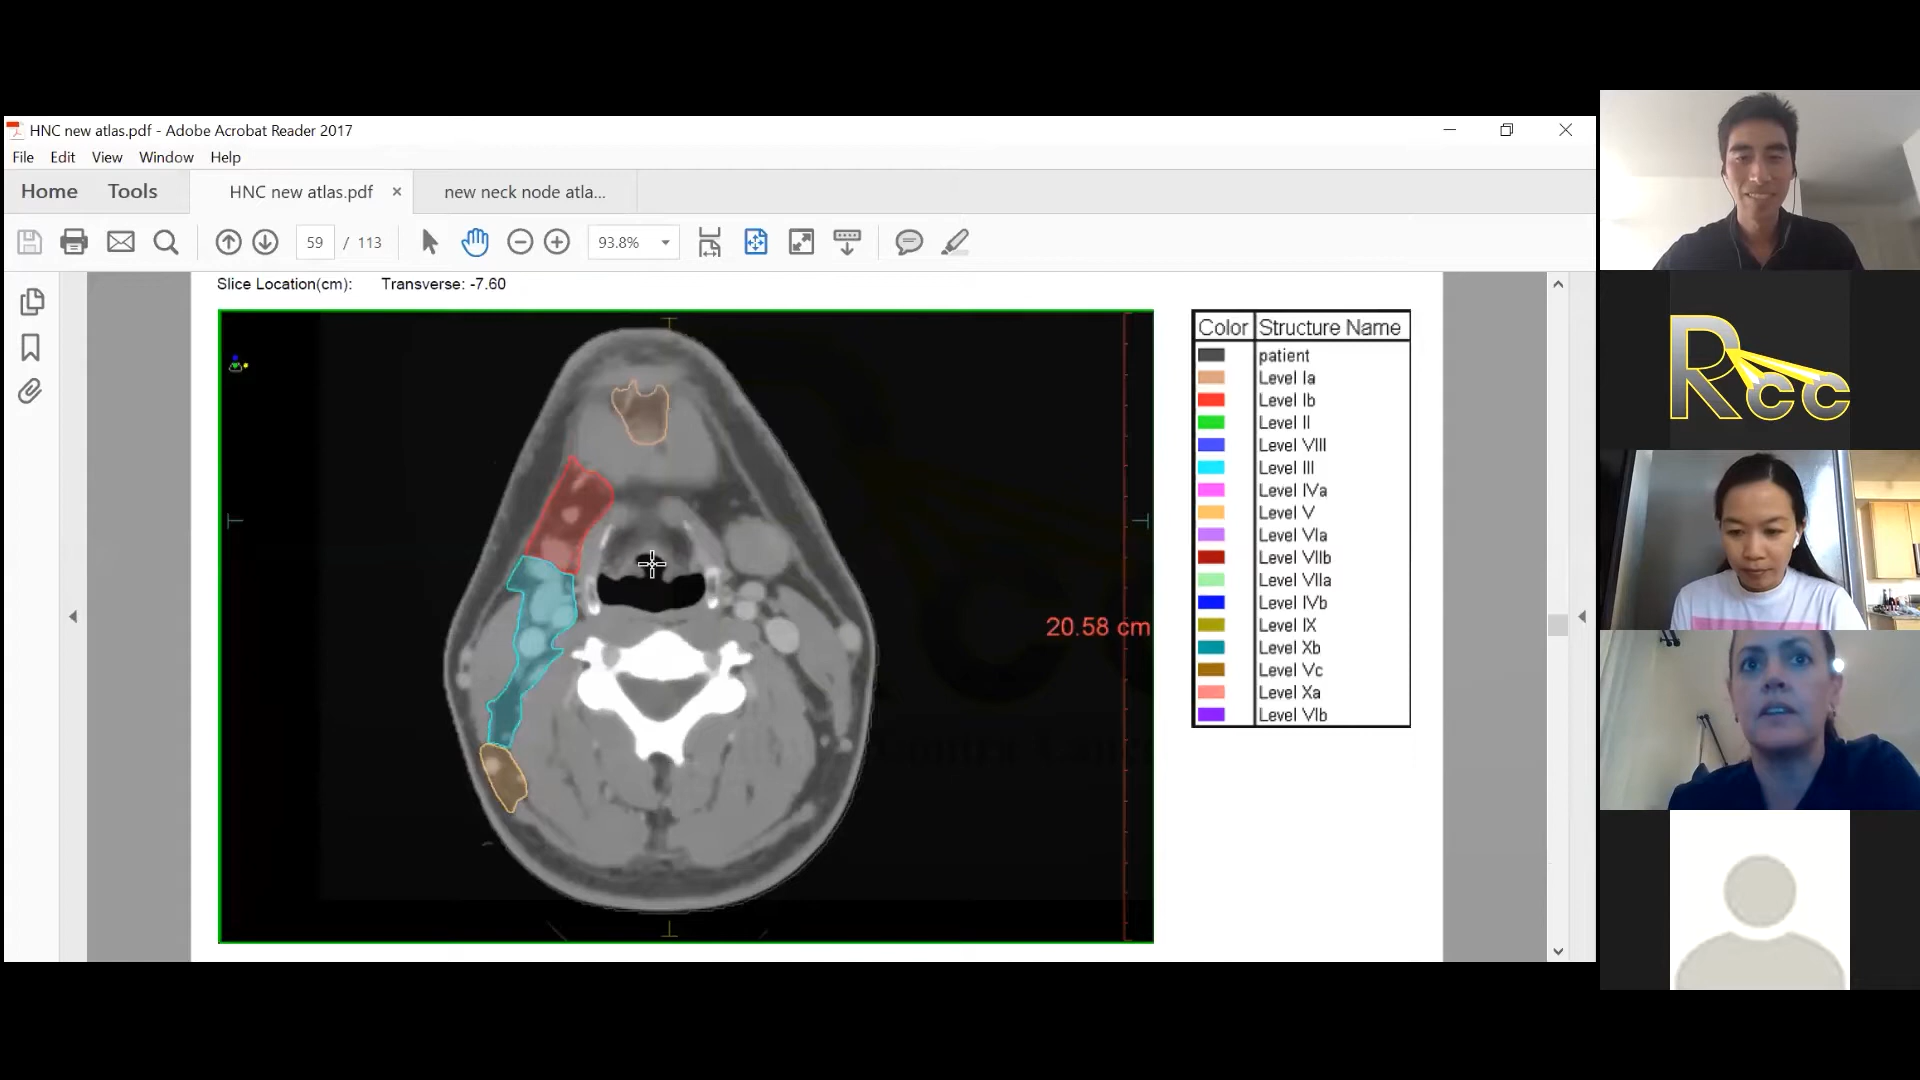 HNC new atlas.pdf - Adobe Acrobat Reader 2017
File Edit View Window Help
Home Tools HNC new atlas.pdf × new neck node atla...
59 / 113 93.8%
Slice Location(cm): Transverse: -7.60
20.58 cm
Color Structure Name
patient
Level Ia
Level Ib
Level II
Level VIII
Level III
Level IVa
Level V
Level VIa
Level VIIb
Level VIIa
Level IVb
Level IX
Level Xb
Level Vc
Level Xa
Level VIb
Rcc